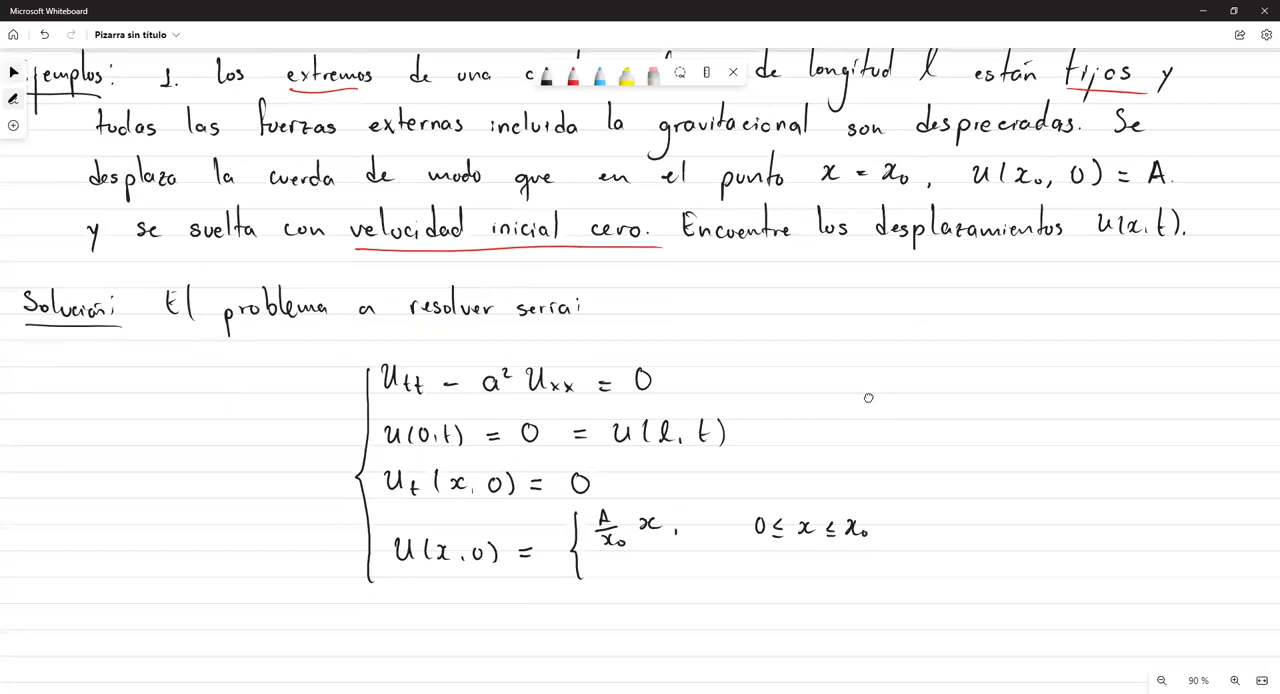 Microsoft Whiteboard
Pizarra sin título
Ejemplos: 1. Los extremos de una de longitud l están fijos y
todas las fuerzas externas incluida la gravitacional son despreciadas. Se
desplaza la cuerda de modo que en el punto x = x₀, u(x₀, 0) = A.
y se suelta con velocidad inicial cero. Encuentre los desplazamientos u(x,t).
Solución: El problema a resolver sería:
u_tt - a² u_xx = 0
u(0,t) = 0 = u(l, t)
u_t(x, 0) = 0
A/x₀ x, 0 ≤ x ≤ x₀
u(x,0) = {
90 %